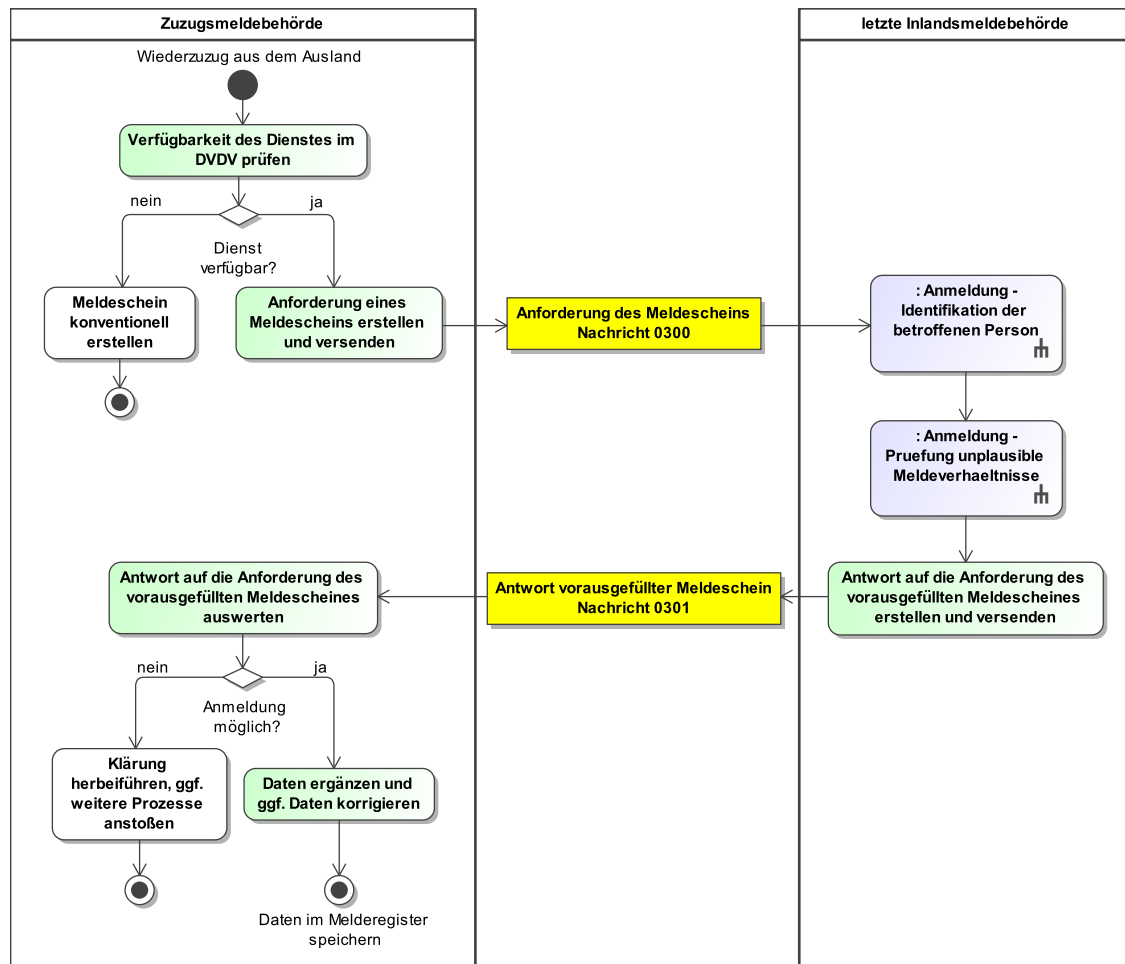 Zuzugsmeldebehörde
letzte Inlandsmeldebehörde
Wiederzuzug aus dem Ausland
Verfügbarkeit des Dienstes im
DVDV prüfen
nein
ja
Dienst
verfügbar?
Meldeschein
konventionell
erstellen
Anforderung eines
Meldescheins erstellen
und versenden
Anforderung des Meldescheins
Nachricht 0300
: Anmeldung -
Identifikation der
betroffenen Person
: Anmeldung -
Pruefung unplausible
Meldeverhaeltnisse
Antwort auf die Anforderung des
vorausgefüllten Meldescheines
erstellen und versenden
Antwort vorausgefüllter Meldeschein
Nachricht 0301
Antwort auf die Anforderung des
vorausgefüllten Meldescheines
auswerten
nein
ja
Anmeldung
möglich?
Klärung
herbeiführen, ggf.
weitere Prozesse
anstoßen
Daten ergänzen und
ggf. Daten korrigieren
Daten im Melderegister
speichern